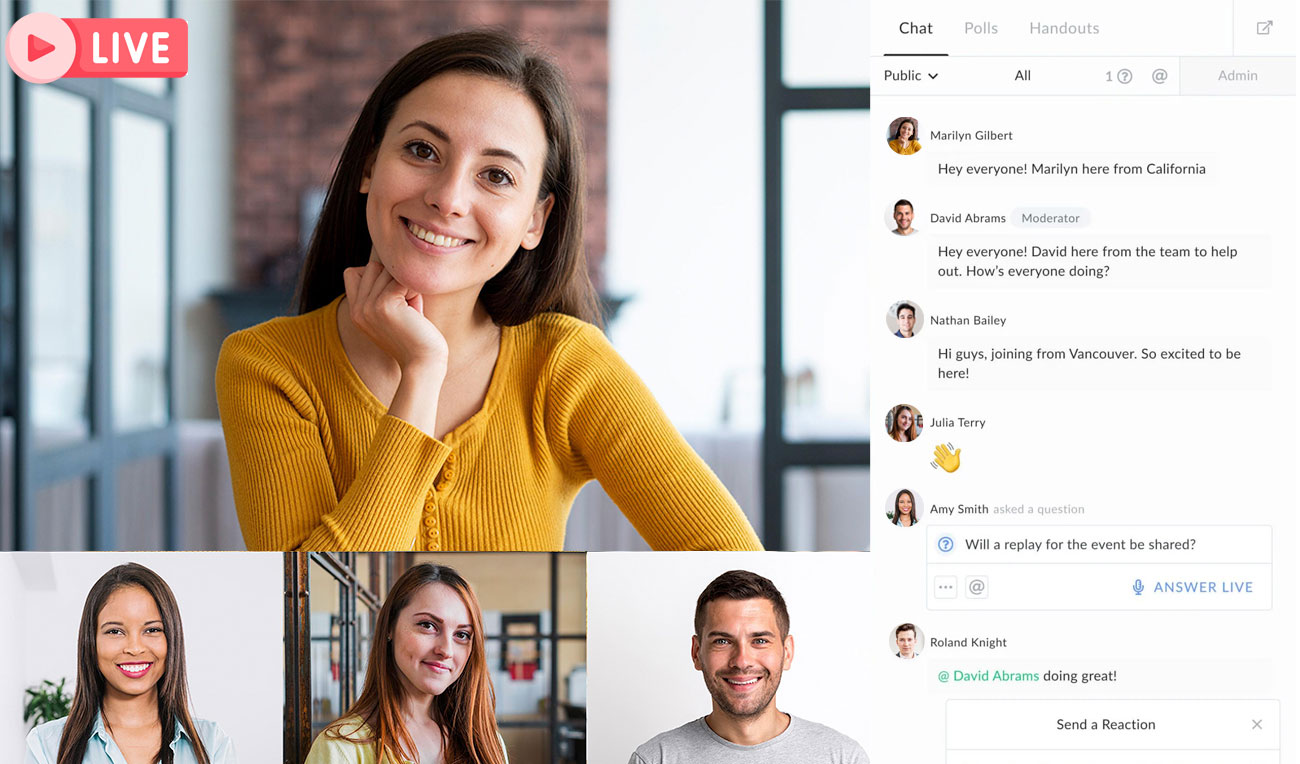 LIVE
Chat Polls Handouts
Public All 1 ? @ Admin
Marilyn Gilbert
Hey everyone! Marilyn here from California
David Abrams Moderator
Hey everyone! David here from the team to help
out. How’s everyone doing?
Nathan Bailey
Hi guys, joining from Vancouver. So excited to be
here!
Julia Terry
Amy Smith asked a question
? Will a replay for the event be shared?
... @ ANSWER LIVE
Roland Knight
@ David Abrams doing great!
Send a Reaction